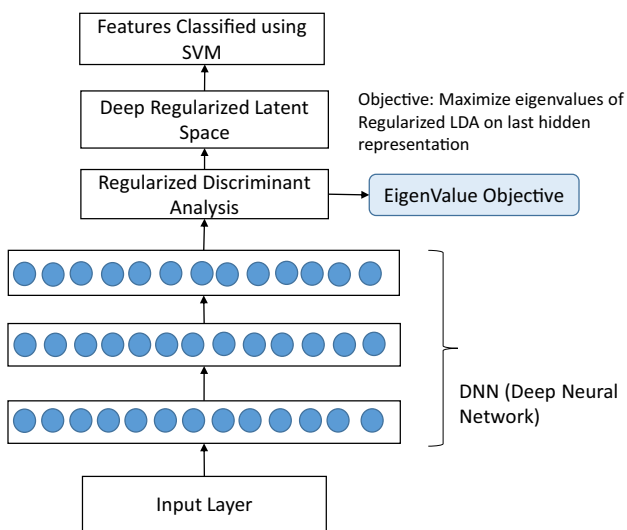 Features Classified using
SVM
Deep Regularized Latent
Space
Objective: Maximize eigenvalues of
Regularized LDA on last hidden
representation
Regularized Discriminant
Analysis
EigenValue Objective
DNN (Deep Neural
Network)
Input Layer